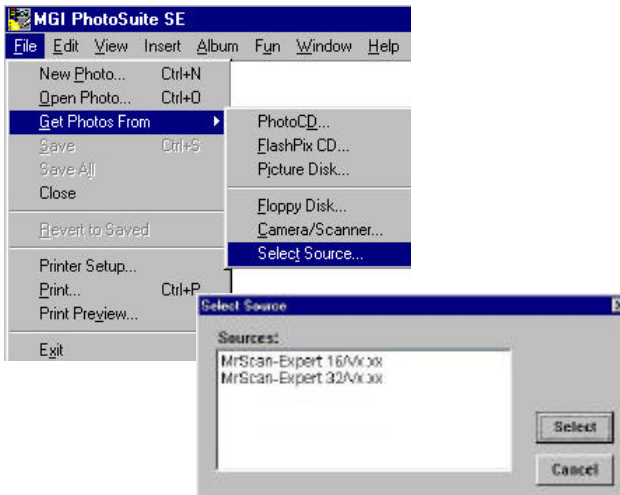 MGI PhotoSuite SE
File Edit View Insert Album Fun Window Help
New Photo... Ctrl+N
Open Photo... Ctrl+O
Get Photos From
Save Ctrl+S
Save All
Close
Revert to Saved
Printer Setup...
Print... Ctrl+P
Print Preview...
Exit
PhotoCD...
FlashPix CD...
Picture Disk...
Floppy Disk...
Camera/Scanner...
Select Source...
Select Source
Sources:
MrScan-Expert 16/Vx.xx
MrScan-Expert 32/Vx.xx
Select
Cancel